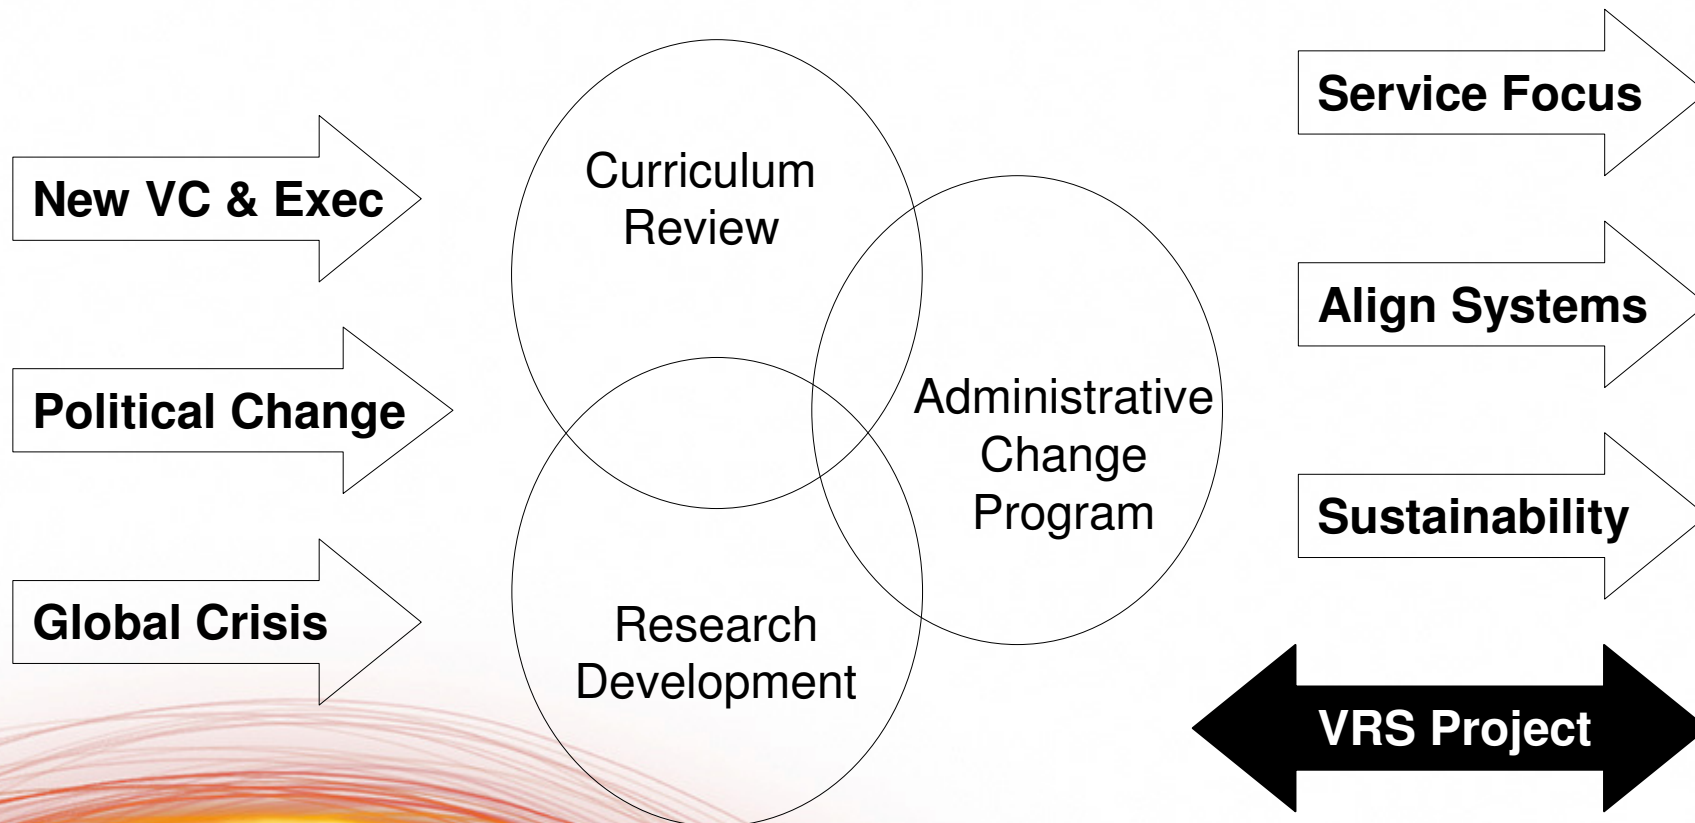 New VC & Exec
Political Change
Global Crisis
Curriculum
Review
Administrative
Change
Program
Research
Development
Service Focus
Align Systems
Sustainability
VRS Project